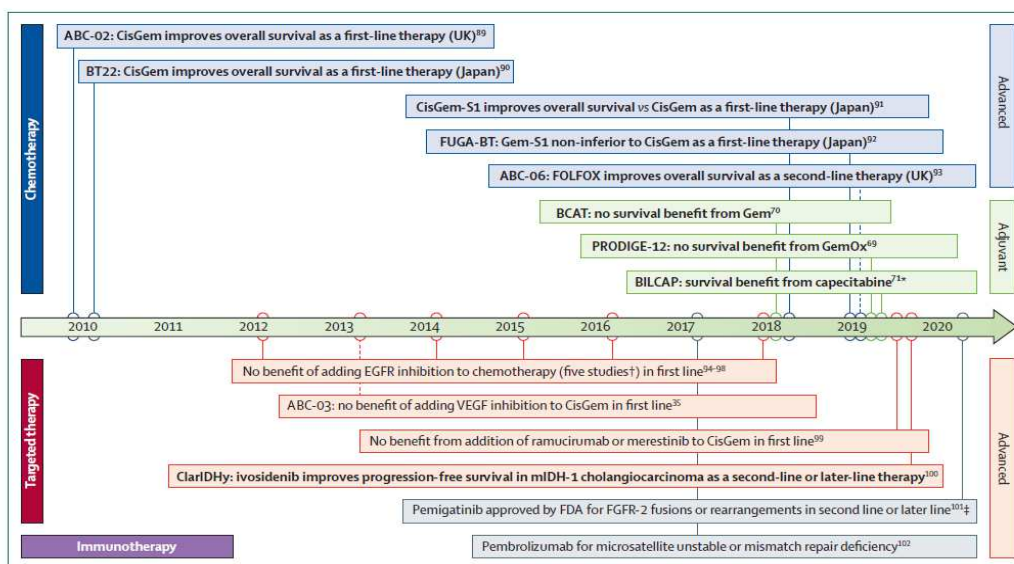 Chemotherapy
ABC-02: CisGem improves overall survival as a first-line therapy (UK)⁸⁹
BT22: CisGem improves overall survival as a first-line therapy (Japan)⁹⁰
CisGem-S1 improves overall survival vs CisGem as a first-line therapy (Japan)⁹¹
FUGA-BT: Gem-S1 non-inferior to CisGem as a first-line therapy (Japan)⁹²
ABC-06: FOLFOX improves overall survival as a second-line therapy (UK)⁹³
Advanced
BCAT: no survival benefit from Gem⁷⁰
PRODIGE-12: no survival benefit from GemOx⁶⁹
BILCAP: survival benefit from capecitabine⁷¹*
Adjuvant
2010 2011 2012 2013 2014 2015 2016 2017 2018 2019 2020
Targeted therapy
No benefit of adding EGFR inhibition to chemotherapy (five studies†) in first line⁹⁴⁻⁹⁸
ABC-03: no benefit of adding VEGF inhibition to CisGem in first line³⁵
No benefit from addition of ramucirumab or merestinib to CisGem in first line⁹⁹
ClarIDHy: ivosidenib improves progression-free survival in mIDH-1 cholangiocarcinoma as a second-line or later-line therapy¹⁰⁰
Pemigatinib approved by FDA for FGFR-2 fusions or rearrangements in second line or later line¹⁰¹‡
Advanced
Immunotherapy
Pembrolizumab for microsatellite unstable or mismatch repair deficiency¹⁰²